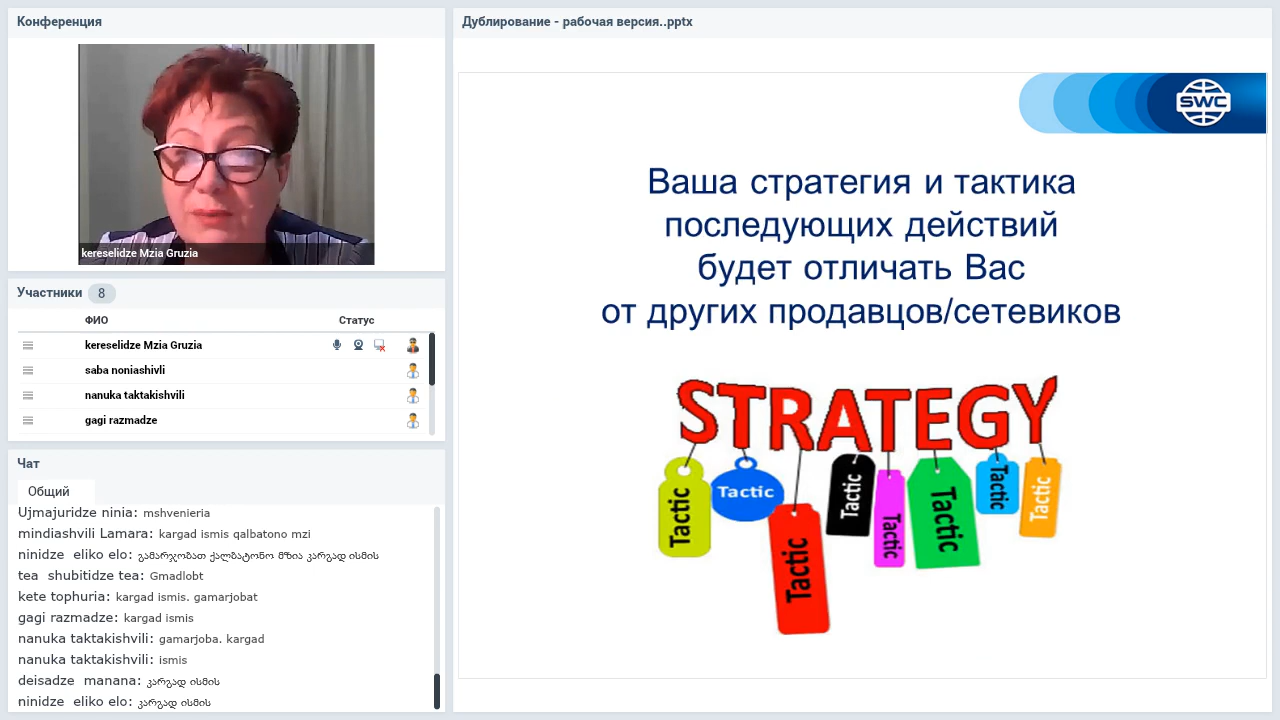 Конференция
kereselidze Mzia Gruzia
Участники 8
ФИО Статус
kereselidze Mzia Gruzia
saba noniashivli
nanuka taktakishvili
gagi razmadze
Чат
Общий
Ujmajuridze ninia: mshvenieria
mindiashvili Lamara: kargad ismis qalbatono mzi
ninidze eliko elo: გამარჯობათ ქალბატონო მზია კარგად ისმის
tea shubitidze tea: Gmadlobt
kete tophuria: kargad ismis. gamarjobat
gagi razmadze: kargad ismis
nanuka taktakishvili: gamarjoba. kargad
nanuka taktakishvili: ismis
deisadze manana: კარგად ისმის
ninidze eliko elo: კარგად ისმის
Дублирование - рабочая версия..pptx
SWC
Ваша стратегия и тактика
последующих действий
будет отличать Вас
от других продавцов/сетевиков
STRATEGY
Tactic
Tactic
Tactic
Tactic
Tactic
Tactic
Tactic
Tactic